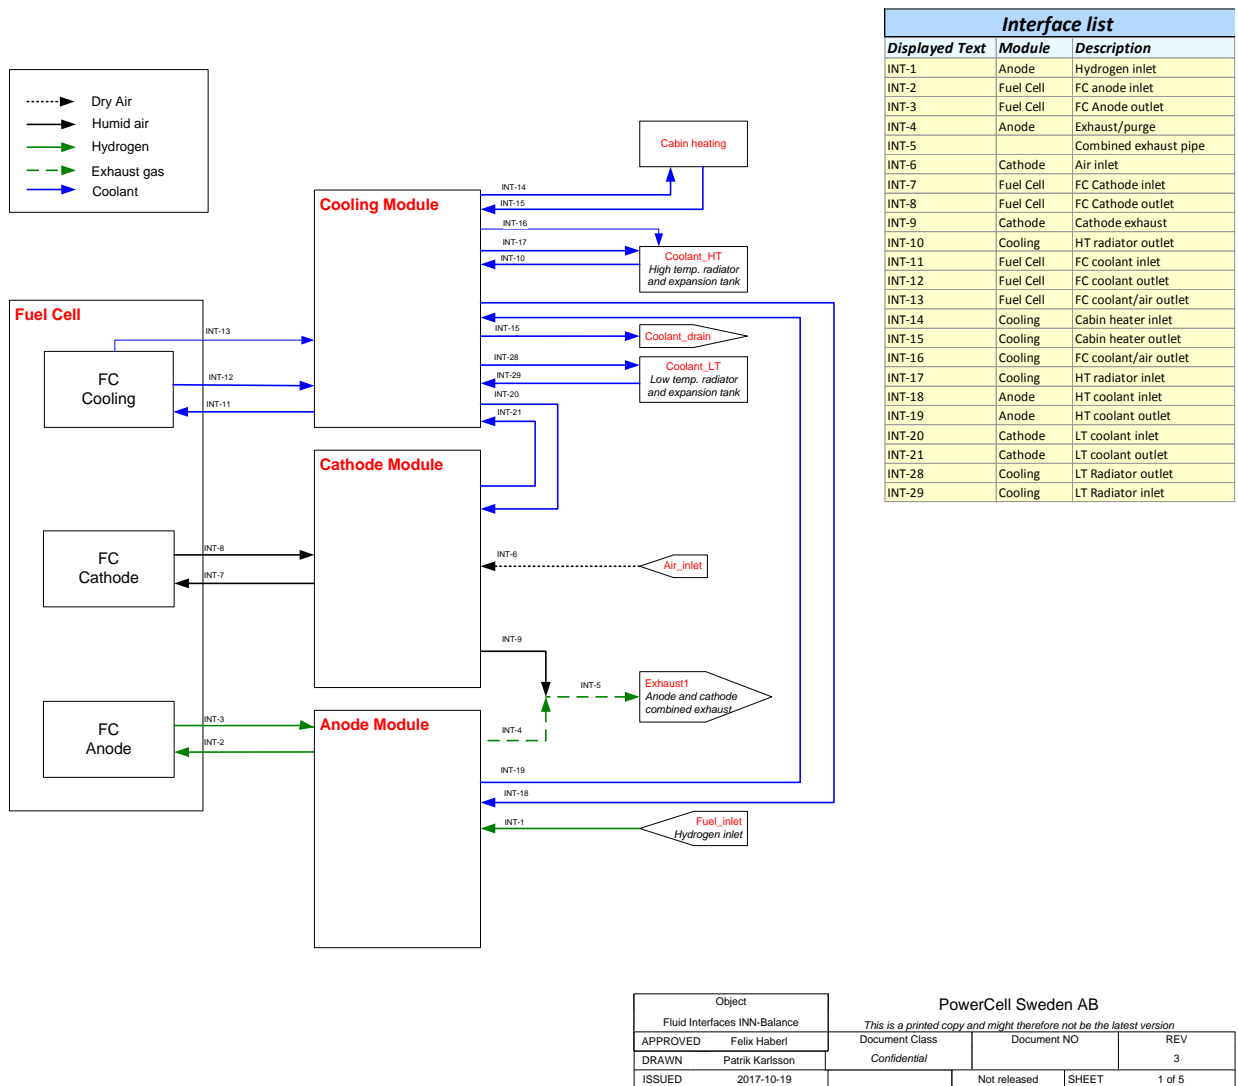 Interface list
Displayed Text Module Description
INT-1 Anode Hydrogen inlet
INT-2 Fuel Cell FC anode inlet
INT-3 Fuel Cell FC Anode outlet
INT-4 Anode Exhaust/purge
INT-5 Combined exhaust pipe
INT-6 Cathode Air inlet
INT-7 Fuel Cell FC Cathode inlet
INT-8 Fuel Cell FC Cathode outlet
INT-9 Cathode Cathode exhaust
INT-10 Cooling HT radiator outlet
INT-11 Fuel Cell FC coolant inlet
INT-12 Fuel Cell FC coolant outlet
INT-13 Fuel Cell FC coolant/air outlet
INT-14 Cooling Cabin heater inlet
INT-15 Cooling Cabin heater outlet
INT-16 Cooling FC coolant/air outlet
INT-17 Cooling HT radiator inlet
INT-18 Anode HT coolant inlet
INT-19 Anode HT coolant outlet
INT-20 Cathode LT coolant inlet
INT-21 Cathode LT coolant outlet
INT-28 Cooling LT Radiator outlet
INT-29 Cooling LT Radiator inlet
Dry Air
Humid air
Hydrogen
Exhaust gas
Coolant
Cabin heating
INT-14
INT-15
Cooling Module
INT-16
INT-17
INT-10
Coolant_HT
High temp. radiator
and expansion tank
Fuel Cell
INT-13
INT-15
Coolant_drain
FC
Cooling
INT-12
INT-11
INT-28
INT-29
Coolant_LT
Low temp. radiator
and expansion tank
INT-20
INT-21
Cathode Module
FC
Cathode
INT-8
INT-7
INT-6
Air_inlet
INT-9
INT-5
Exhaust1
Anode and cathode
combined exhaust
FC
Anode
INT-3
INT-2
Anode Module
INT-4
INT-19
INT-18
INT-1
Fuel_inlet
Hydrogen inlet
Object
Fluid Interfaces INN-Balance
PowerCell Sweden AB
This is a printed copy and might therefore not be the latest version
APPROVED Felix Haberl Document Class Document NO REV
DRAWN Patrik Karlsson Confidential 3
ISSUED 2017-10-19 Not released SHEET 1 of 5